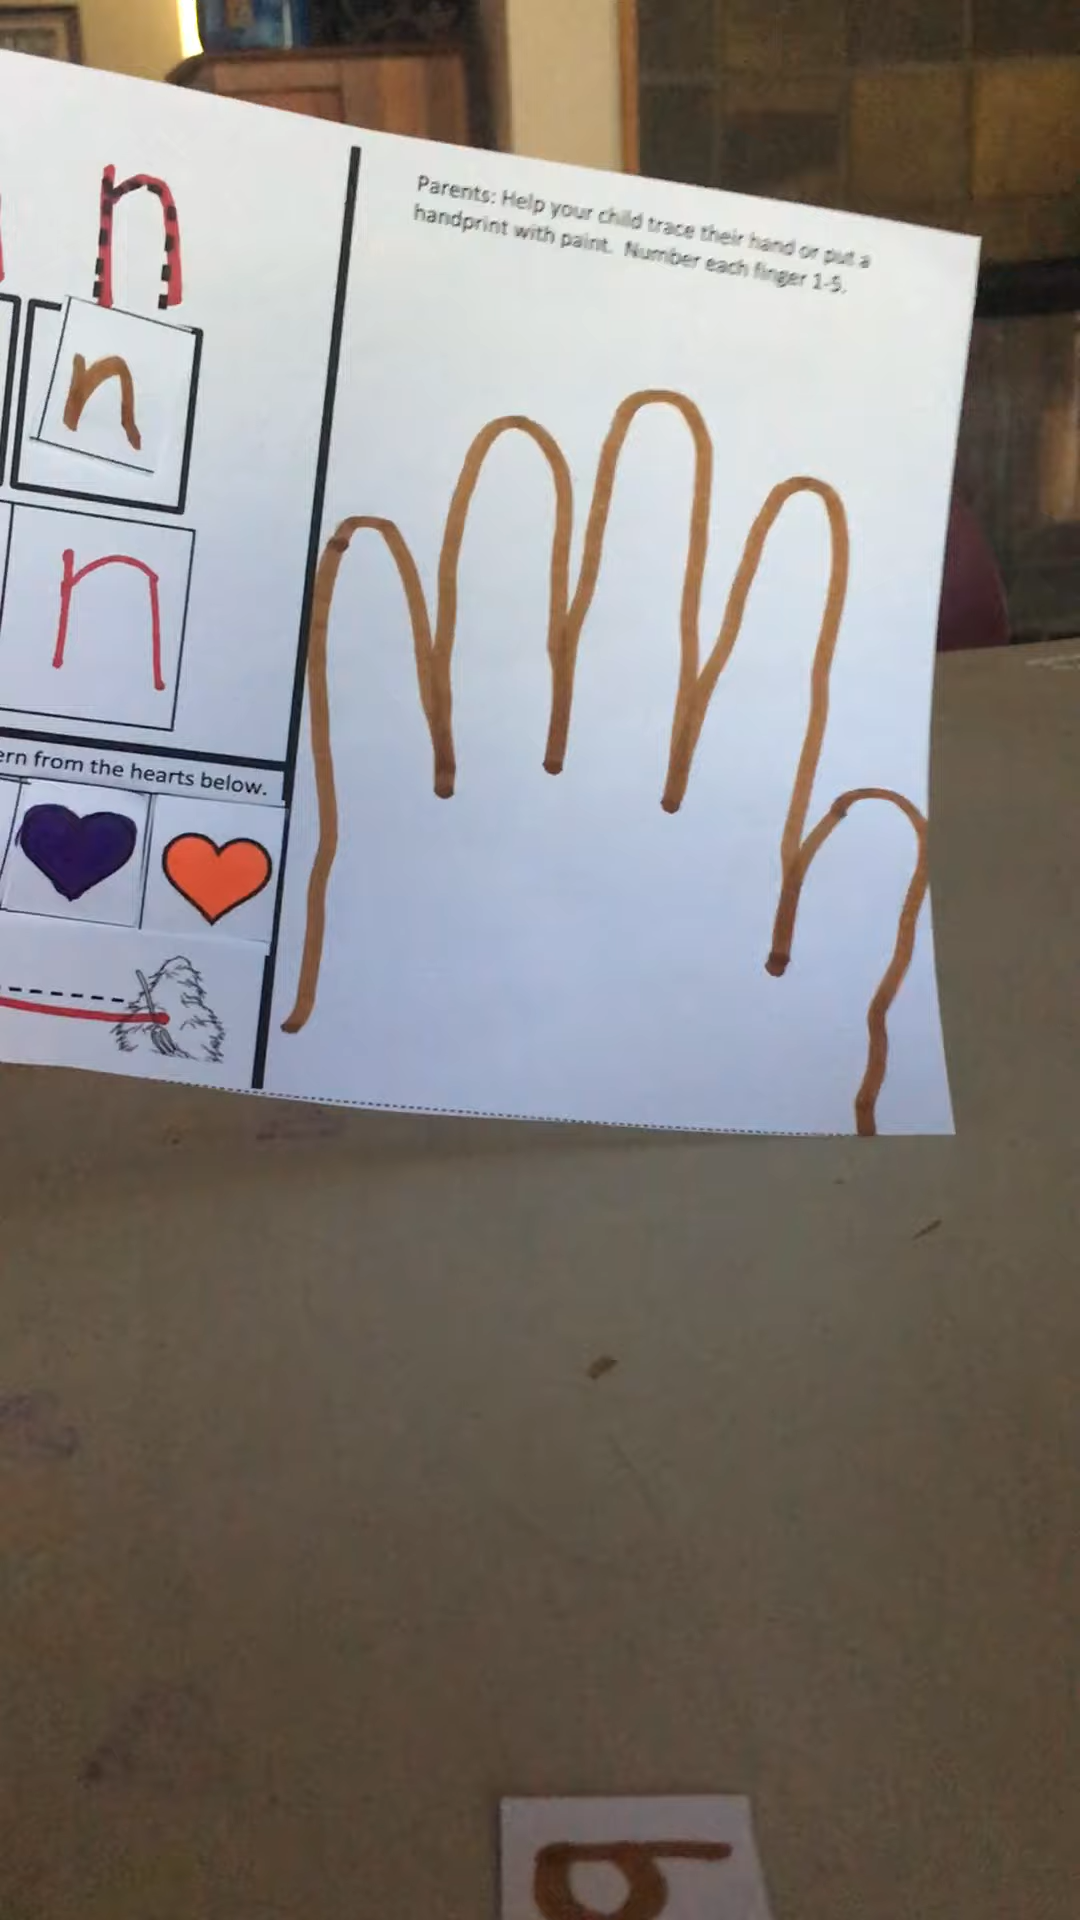 n
n
n
ern from the hearts below.
Parents: Help your child trace their hand or put a
handprint with paint. Number each finger 1-5.